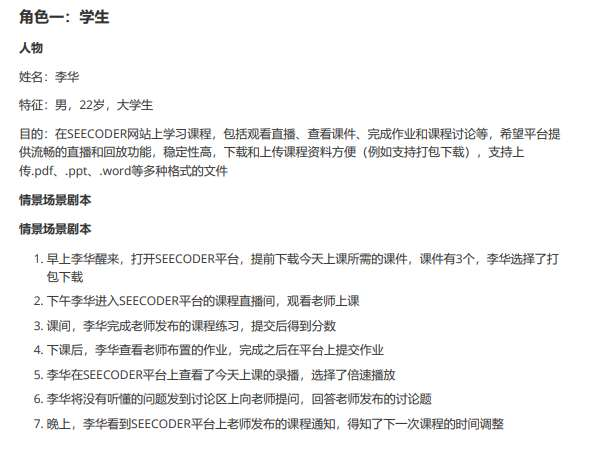 角色一：学生
人物
姓名：李华
特征：男，22岁，大学生
目的：在SEECODER网站上学习课程，包括观看直播、查看课件、完成作业和课程讨论等，希望平台提
供流畅的直播和回放功能，稳定性高，下载和上传课程资料方便（例如支持打包下载），支持上
传.pdf、.ppt、.word等多种格式的文件
情景场景剧本
情景场景剧本
1. 早上李华醒来，打开SEECODER平台，提前下载今天上课所需的课件，课件有3个，李华选择了打
包下载
2. 下午李华进入SEECODER平台的课程直播间，观看老师上课
3. 课间，李华完成老师发布的课程练习，提交后得到分数
4. 下课后，李华查看老师布置的作业，完成之后在平台上提交作业
5. 李华在SEECODER平台上查看了今天上课的录播，选择了倍速播放
6. 李华将没有听懂的问题发到讨论区上向老师提问，回答老师发布的讨论题
7. 晚上，李华看到SEECODER平台上老师发布的课程通知，得知了下一次课程的时间调整